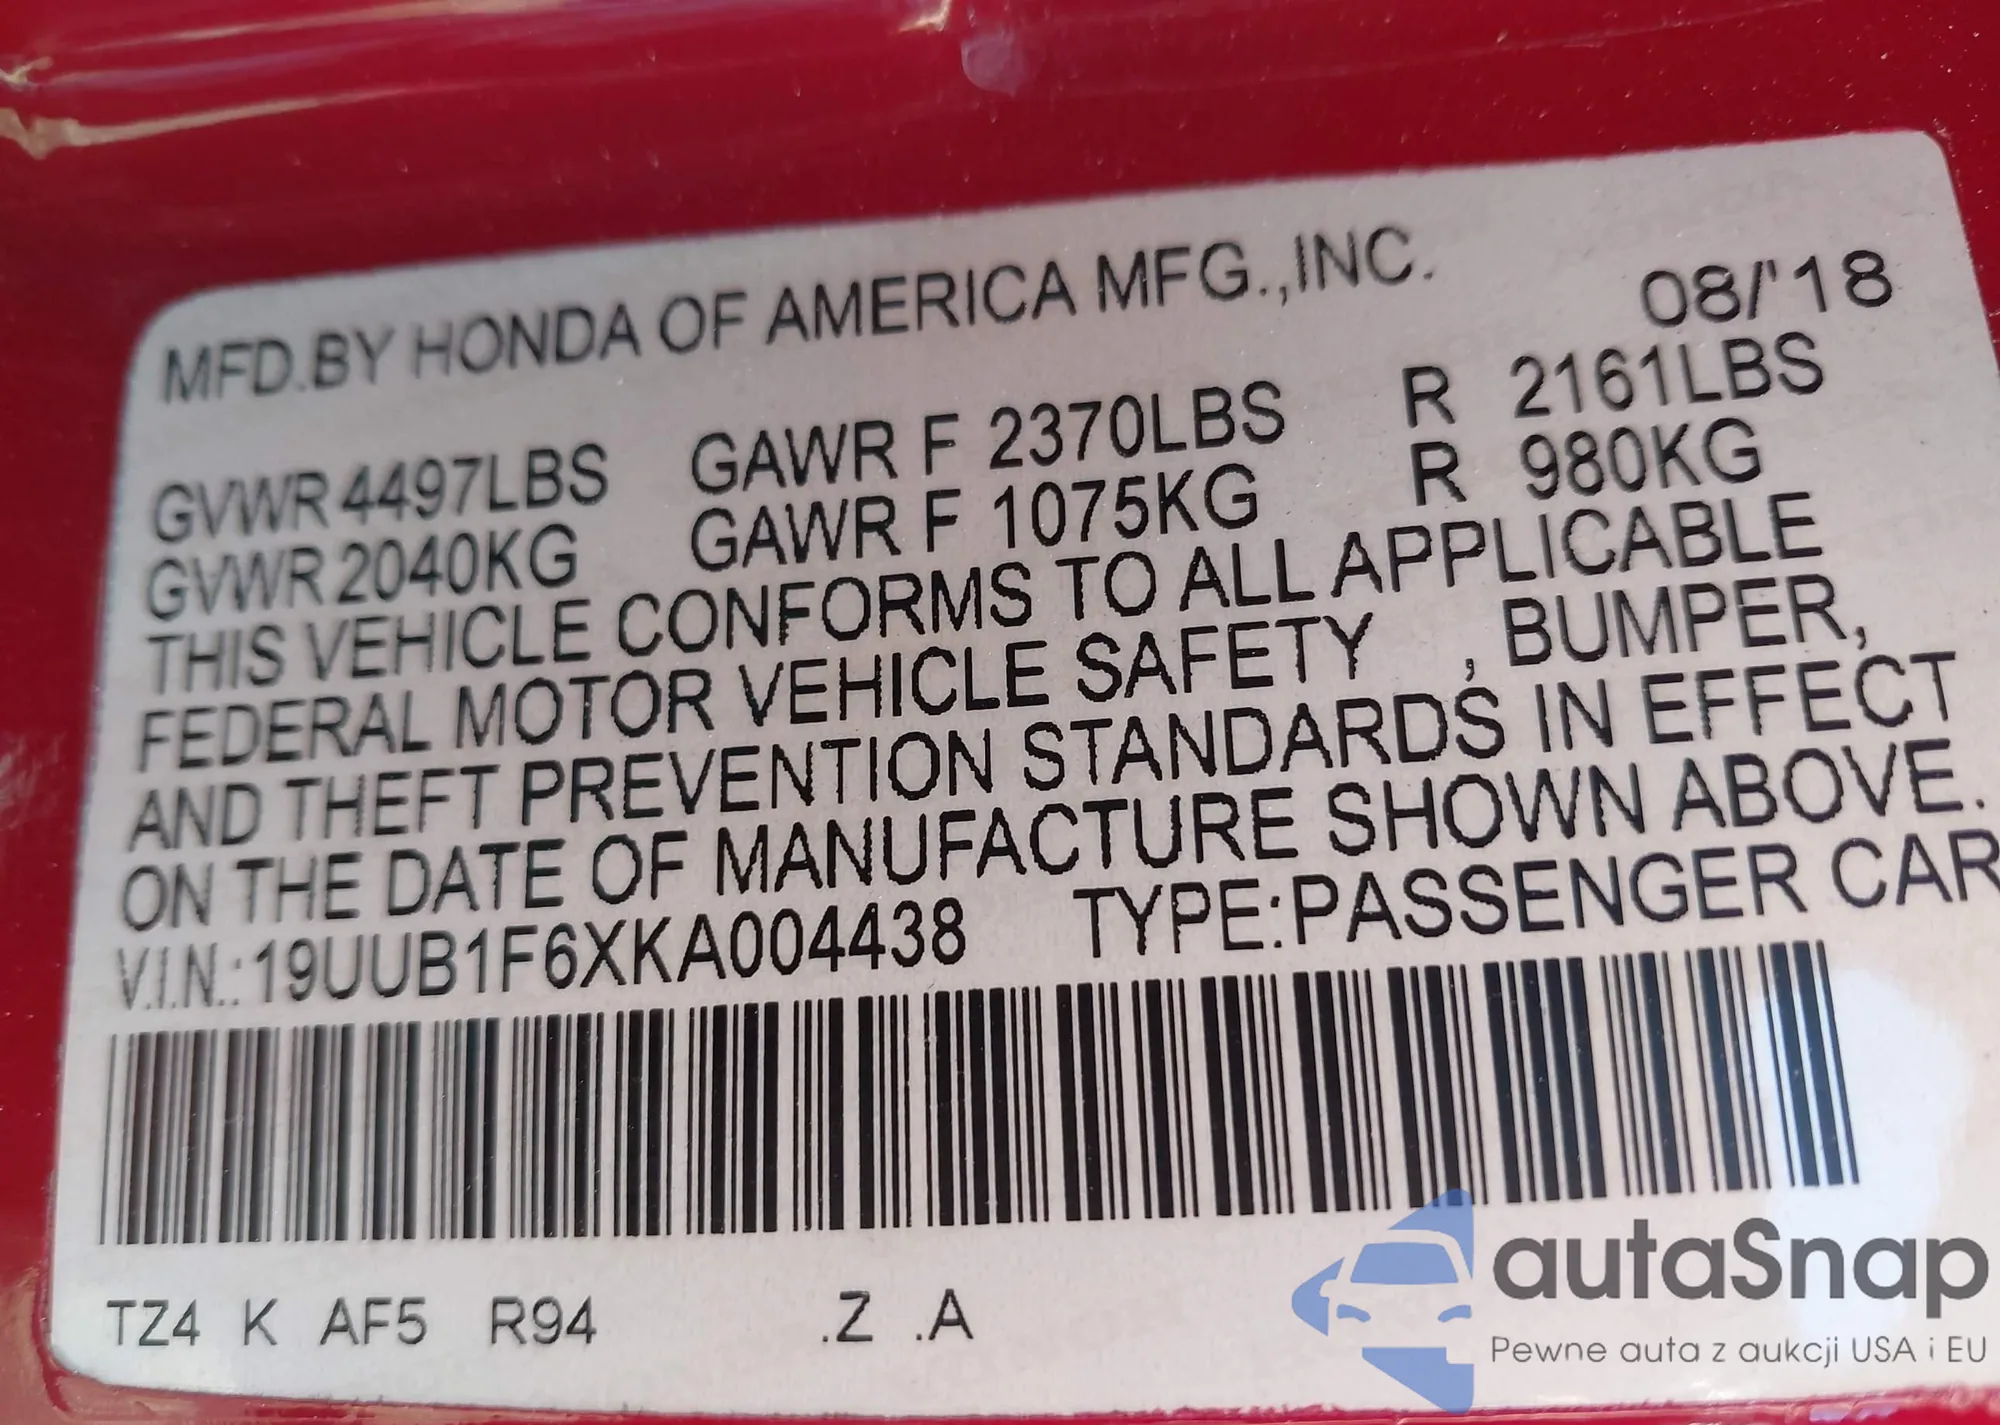 MFD.BY HONDA OF AMERICA MFG.,INC. 08/'18
GVWR 4497LBS GAWR F 2370LBS R 2161LBS
GVWR 2040KG GAWR F 1075KG R 980KG
THIS VEHICLE CONFORMS TO ALL APPLICABLE
FEDERAL MOTOR VEHICLE SAFETY , BUMPER,
AND THEFT PREVENTION STANDARDS IN EFFECT
ON THE DATE OF MANUFACTURE SHOWN ABOVE.
V.I.N.:19UUB1F6XKA004438 TYPE:PASSENGER CAR
TZ4 K AF5 R94 .Z .A
autaSnap
Pewne auta z aukcji USA i EU